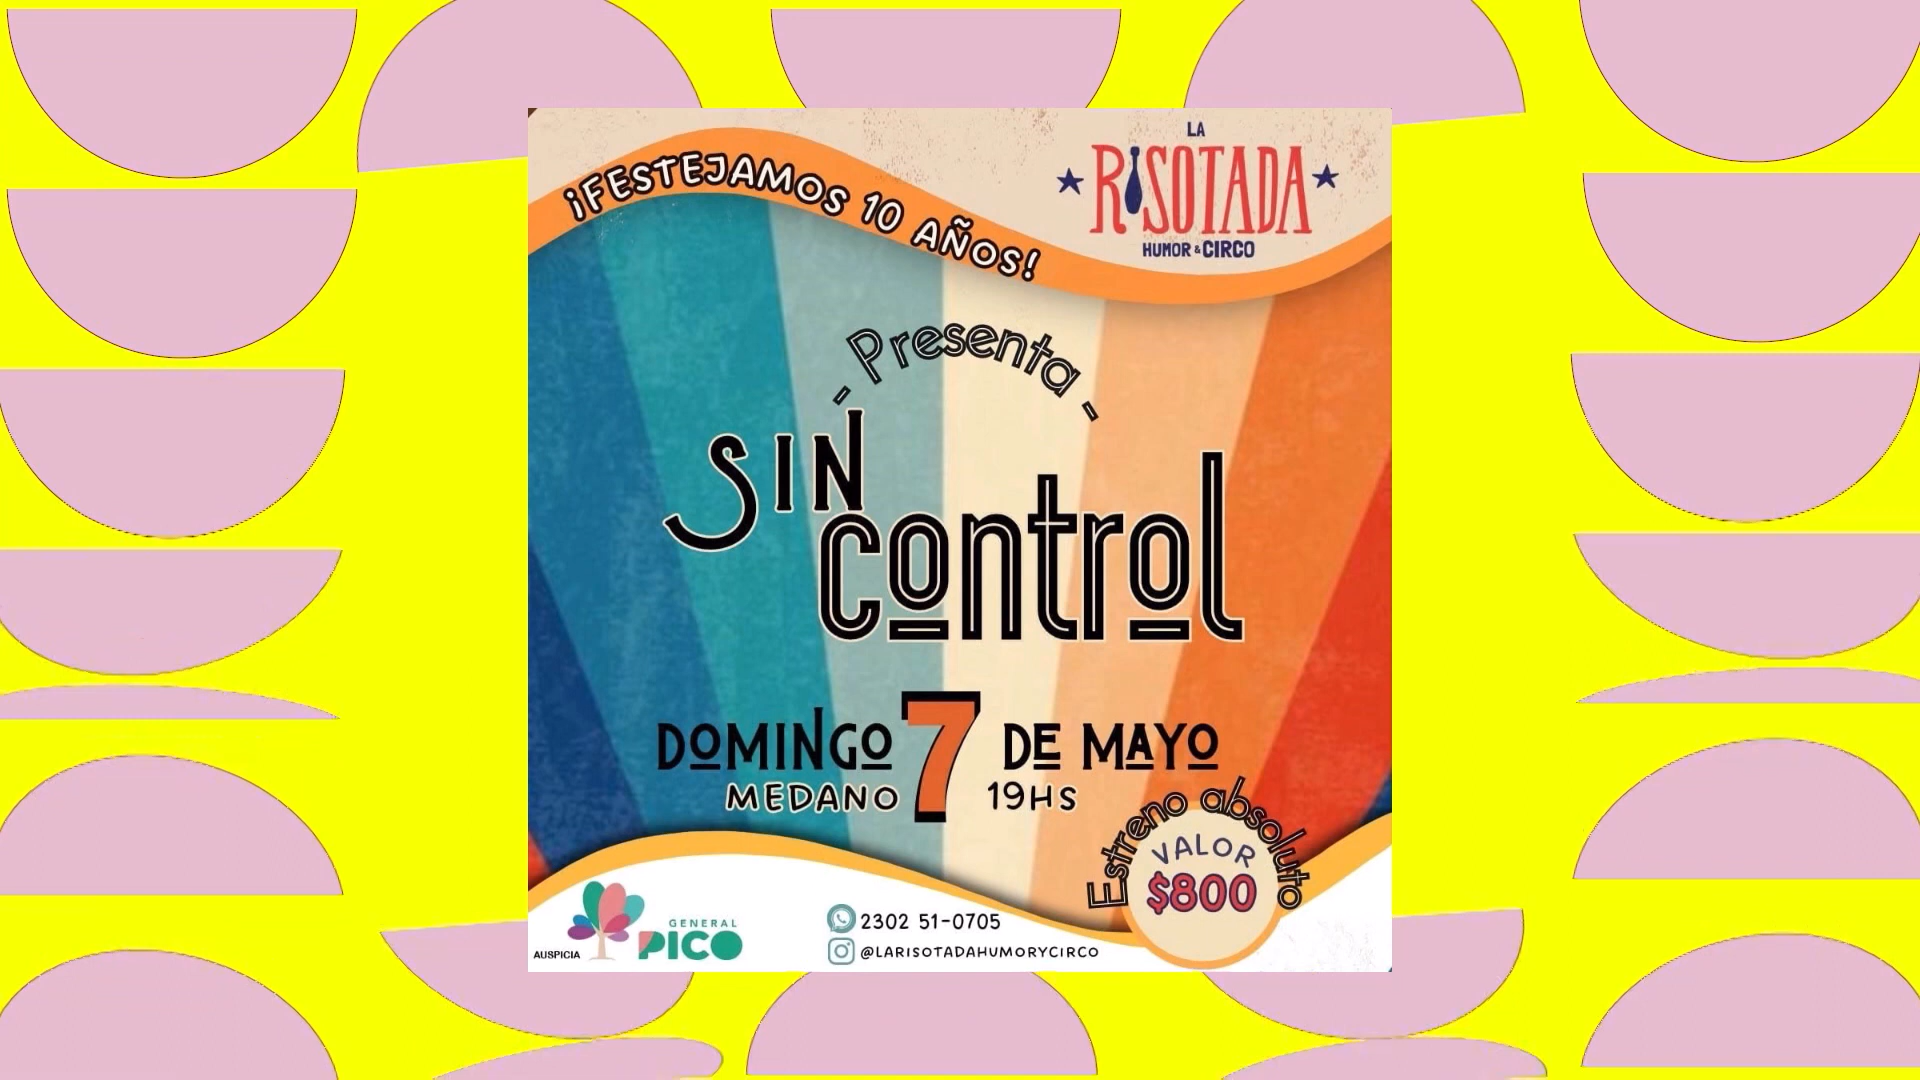 ¡FESTEJAMOS 10 AÑOS!
LA
RISOTADA
HUMOR & CIRCO
- Presenta -
SIN
control
DOMINGO 7 DE MAYO
MEDANO 19HS
Estreno absoluto
VALOR
$800
AUSPICIA
GENERAL
PICO
2302 51-0705
@LARISOTADAHUMORYCIRCO